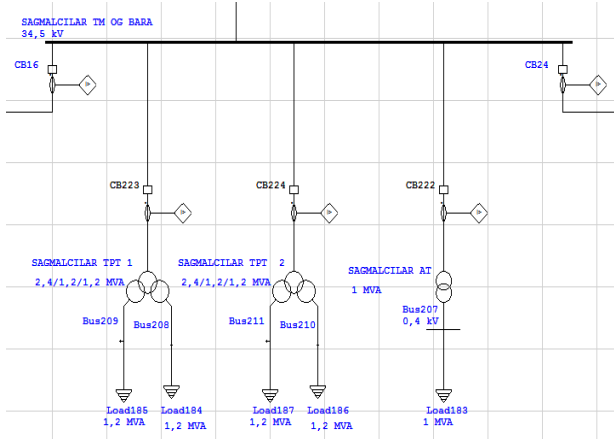 SAGMALCILAR TM OG BARA
34,5 kV
CB16
CB24
CB223
CB224
CB222
SAGMALCILAR TPT 1
2,4/1,2/1,2 MVA
SAGMALCILAR TPT 2
2,4/1,2/1,2 MVA
SAGMALCILAR AT
1 MVA
Bus209
Bus208
Bus211
Bus210
Bus207
0,4 kV
Load185
1,2 MVA
Load184
1,2 MVA
Load187
1,2 MVA
Load186
1,2 MVA
Load183
1 MVA